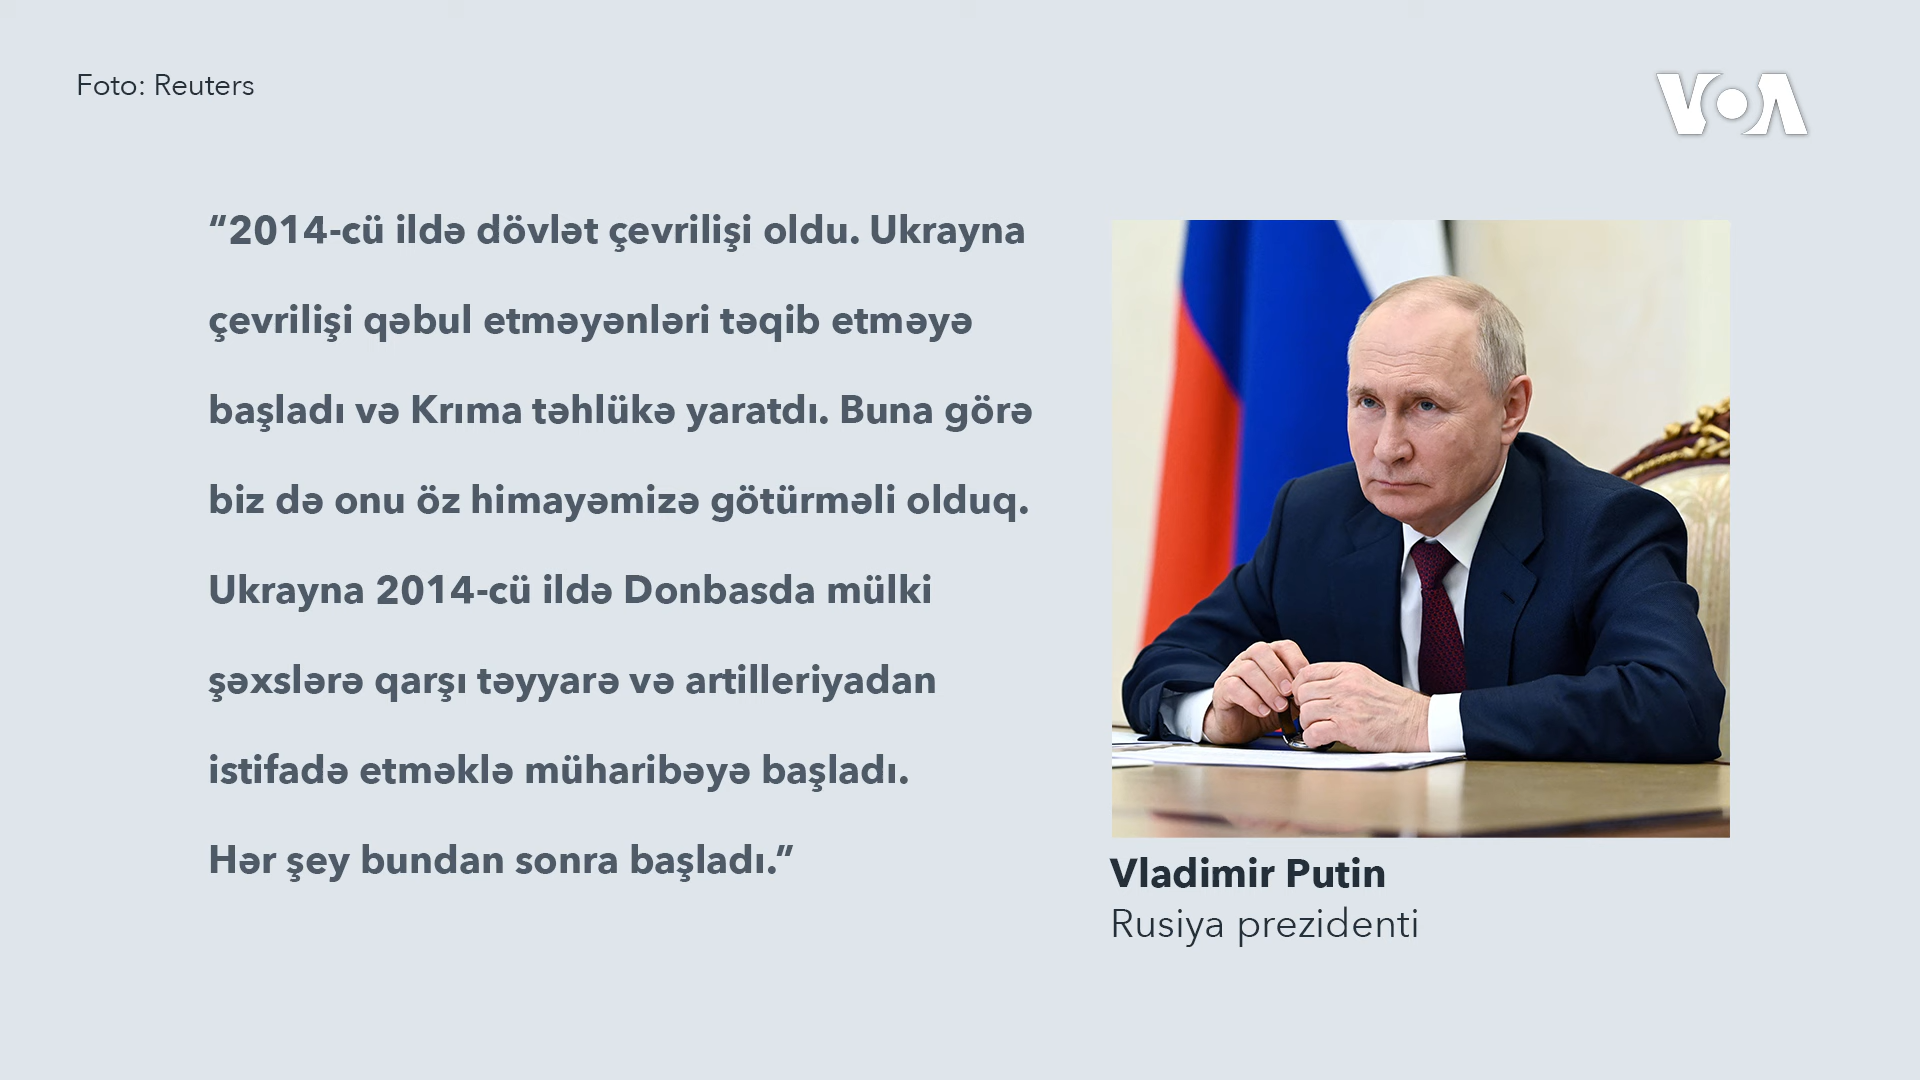 Foto: Reuters
VOA
“2014-cü ildə dövlət çevrilişi oldu. Ukrayna
çevrilişi qəbul etməyənləri təqib etməyə
başladı və Krıma təhlükə yaratdı. Buna görə
biz də onu öz himayəmizə götürməli olduq.
Ukrayna 2014-cü ildə Donbasda mülki
şəxslərə qarşı təyyarə və artilleriyadan
istifadə etməklə müharibəyə başladı.
Hər şey bundan sonra başladı.”
Vladimir Putin
Rusiya prezidenti